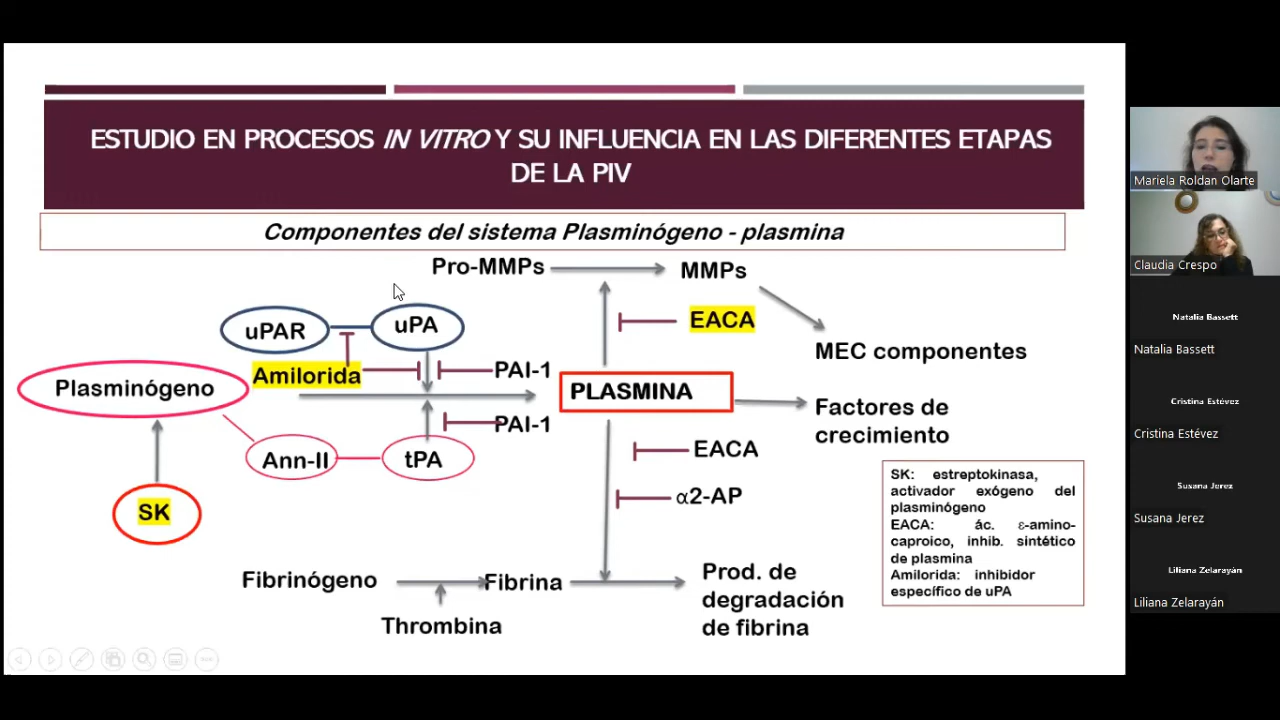 ESTUDIO EN PROCESOS IN VITRO Y SU INFLUENCIA EN LAS DIFERENTES ETAPAS
DE LA PIV
Componentes del sistema Plasminógeno - plasmina
Pro-MMPs
MMPs
EACA
uPAR
uPA
MEC componentes
Amilorida
PAI-1
Plasminógeno
PLASMINA
Factores de
crecimiento
PAI-1
Ann-II
tPA
EACA
α2-AP
SK
SK: estreptokinasa,
activador exógeno del
plasminógeno
EACA: ác. ε-amino-
caproico, inhib. sintético
de plasmina
Amilorida: inhibidor
específico de uPA
Fibrinógeno
Fibrina
Thrombina
Prod. de
degradación
de fibrina
Mariela Roldan Olarte
Claudia Crespo
Natalia Bassett
Natalia Bassett
Cristina Estévez
Cristina Estévez
Susana Jerez
Susana Jerez
Liliana Zelarayán
Liliana Zelarayán